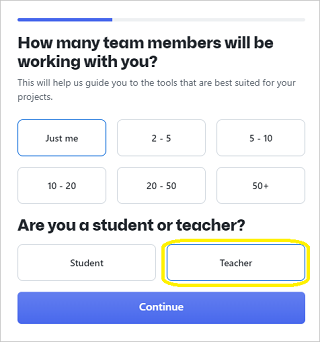 How many team members will be
working with you?
This will help us guide you to the tools that are best suited for your
projects.
Just me
2 - 5
5 - 10
10 - 20
20 - 50
50+
Are you a student or teacher?
Student
Teacher
Continue